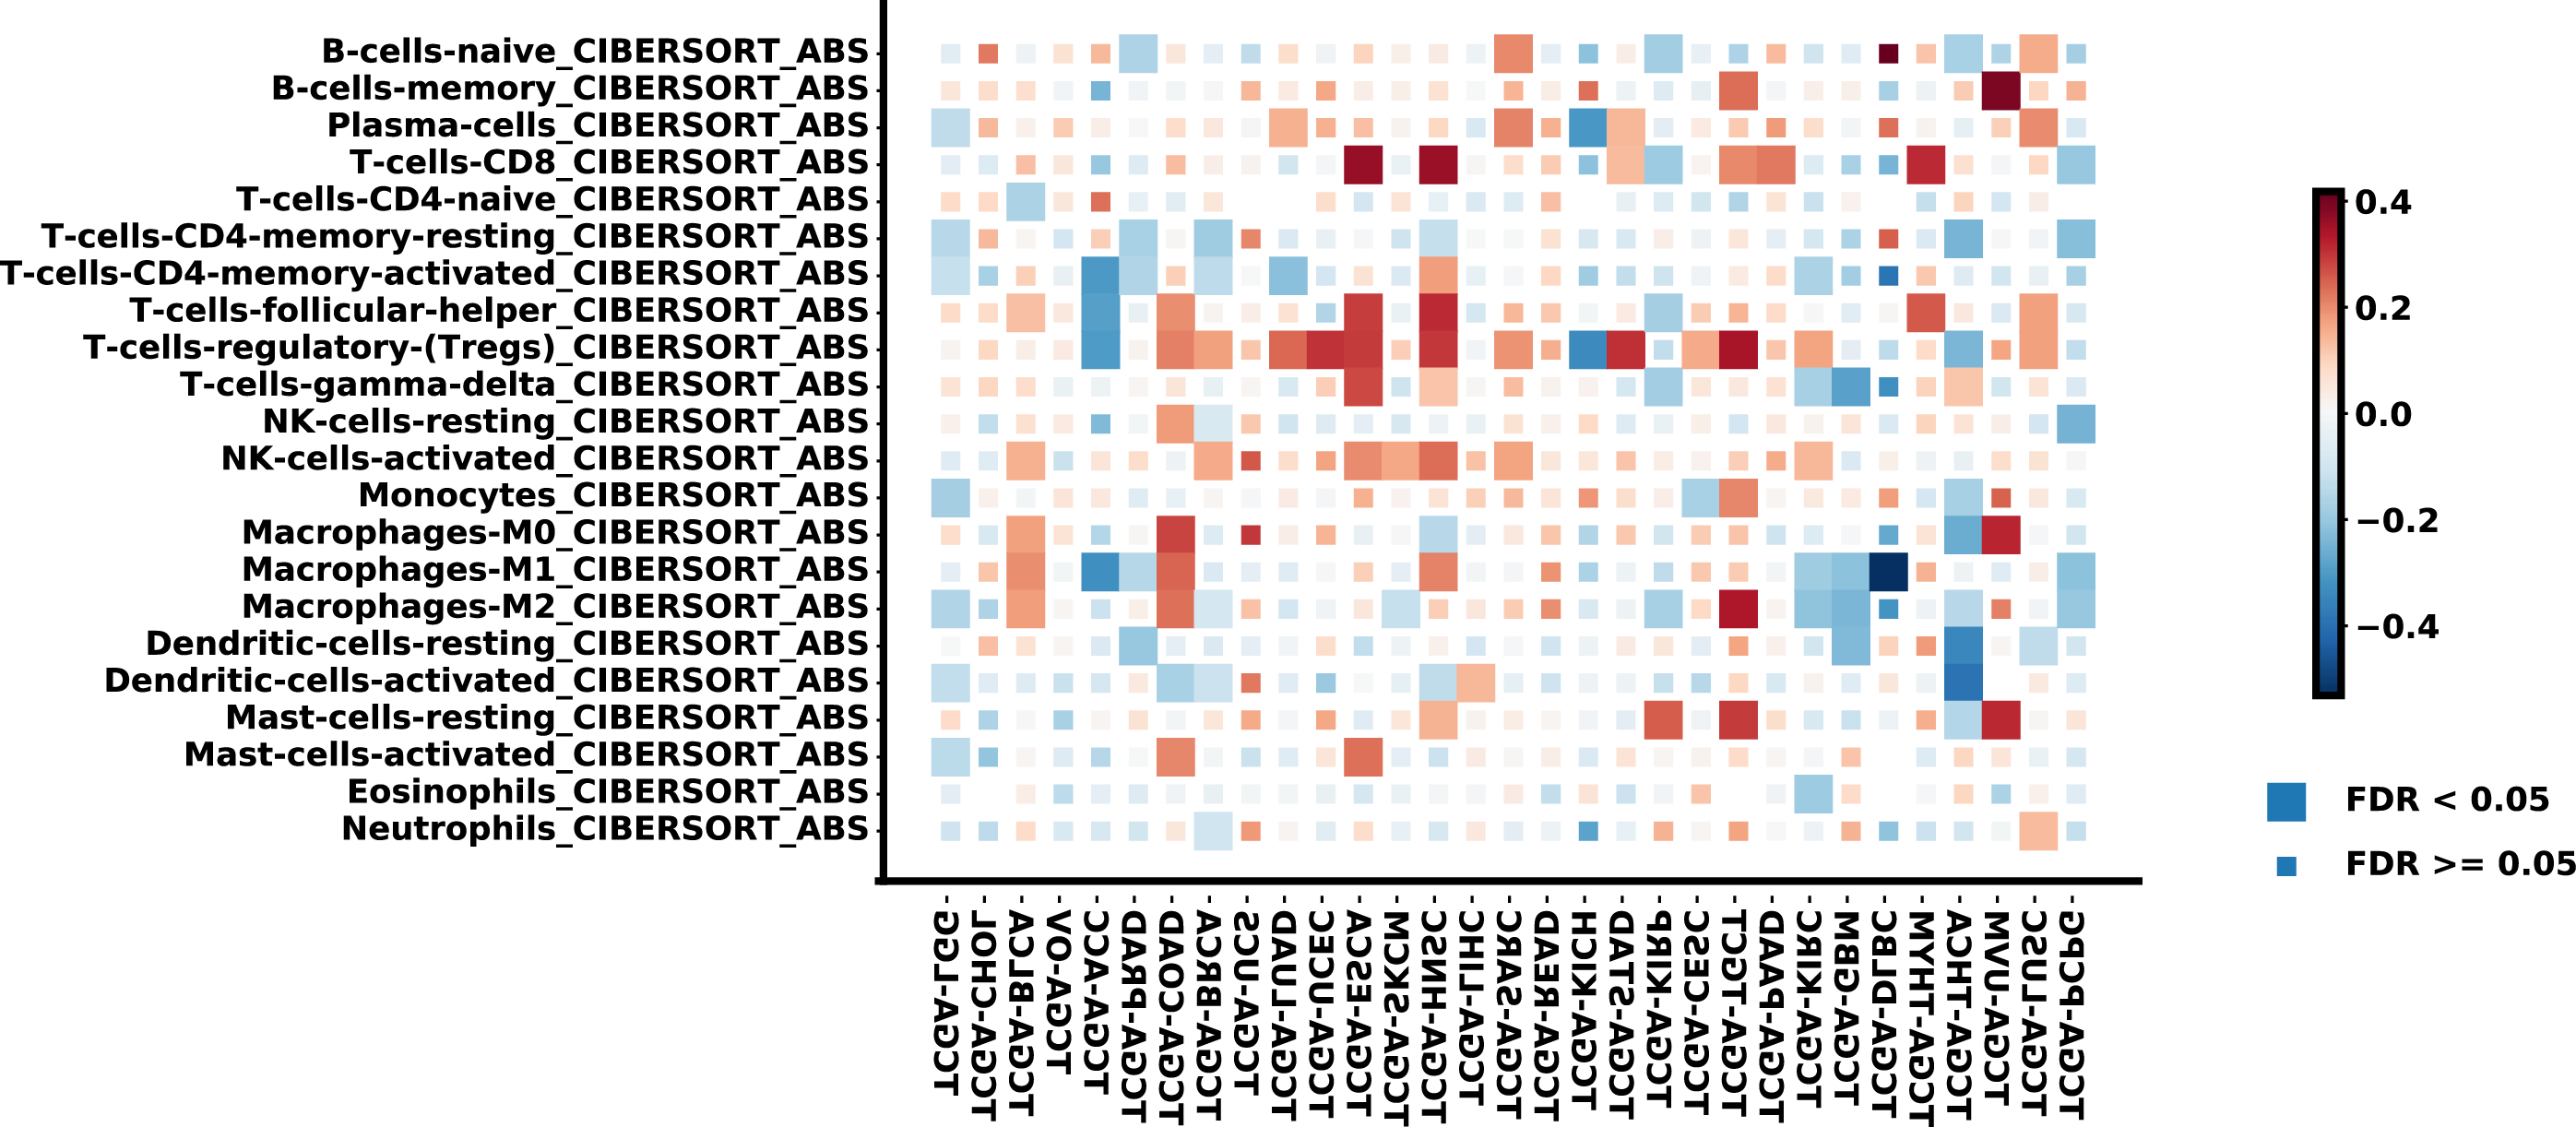 B-cells-naive_CIBERSORT_ABS
B-cells-memory_CIBERSORT_ABS
Plasma-cells_CIBERSORT_ABS
T-cells-CD8_CIBERSORT_ABS
T-cells-CD4-naive_CIBERSORT_ABS
T-cells-CD4-memory-resting_CIBERSORT_ABS
T-cells-CD4-memory-activated_CIBERSORT_ABS
T-cells-follicular-helper_CIBERSORT_ABS
T-cells-regulatory-(Tregs)_CIBERSORT_ABS
T-cells-gamma-delta_CIBERSORT_ABS
NK-cells-resting_CIBERSORT_ABS
NK-cells-activated_CIBERSORT_ABS
Monocytes_CIBERSORT_ABS
Macrophages-M0_CIBERSORT_ABS
Macrophages-M1_CIBERSORT_ABS
Macrophages-M2_CIBERSORT_ABS
Dendritic-cells-resting_CIBERSORT_ABS
Dendritic-cells-activated_CIBERSORT_ABS
Mast-cells-resting_CIBERSORT_ABS
Mast-cells-activated_CIBERSORT_ABS
Eosinophils_CIBERSORT_ABS
Neutrophils_CIBERSORT_ABS
TCGA-LGG
TCGA-CHOL
TCGA-BLCA
TCGA-OV
TCGA-ACC
TCGA-PRAD
TCGA-COAD
TCGA-BRCA
TCGA-UCS
TCGA-LUAD
TCGA-UCEC
TCGA-ESCA
TCGA-SKCM
TCGA-HNSC
TCGA-LIHC
TCGA-SARC
TCGA-READ
TCGA-KICH
TCGA-STAD
TCGA-KIRP
TCGA-CESC
TCGA-TGCT
TCGA-PAAD
TCGA-KIRC
TCGA-GBM
TCGA-DLBC
TCGA-THYM
TCGA-THCA
TCGA-UVM
TCGA-LUSC
TCGA-PCPG
0.4
0.2
0.0
−0.2
−0.4
FDR < 0.05
FDR >= 0.05